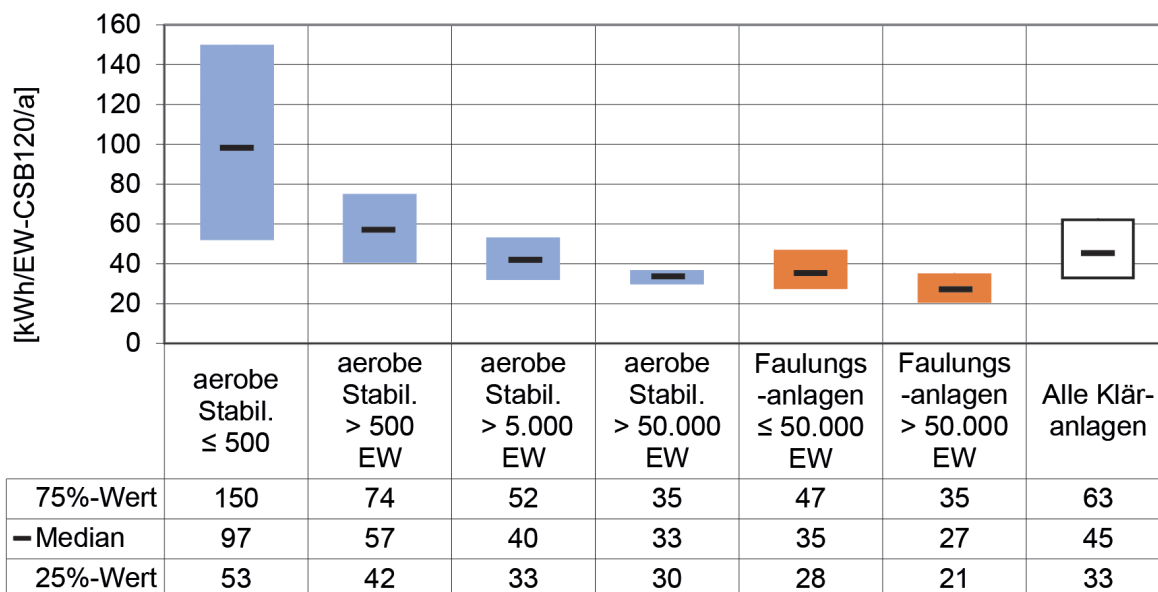 [kWh/EW-CSB120/a]
160
140
120
100
80
60
40
20
0
aerobe
Stabil.
≤ 500
aerobe
Stabil.
> 500
EW
aerobe
Stabil.
> 5.000
EW
aerobe
Stabil.
> 50.000
EW
Faulungs
-anlagen
≤ 50.000
EW
Faulungs
-anlagen
> 50.000
EW
Alle Klär-
anlagen
75%-Wert 150 74 52 35 47 35 63
Median 97 57 40 33 35 27 45
25%-Wert 53 42 33 30 28 21 33